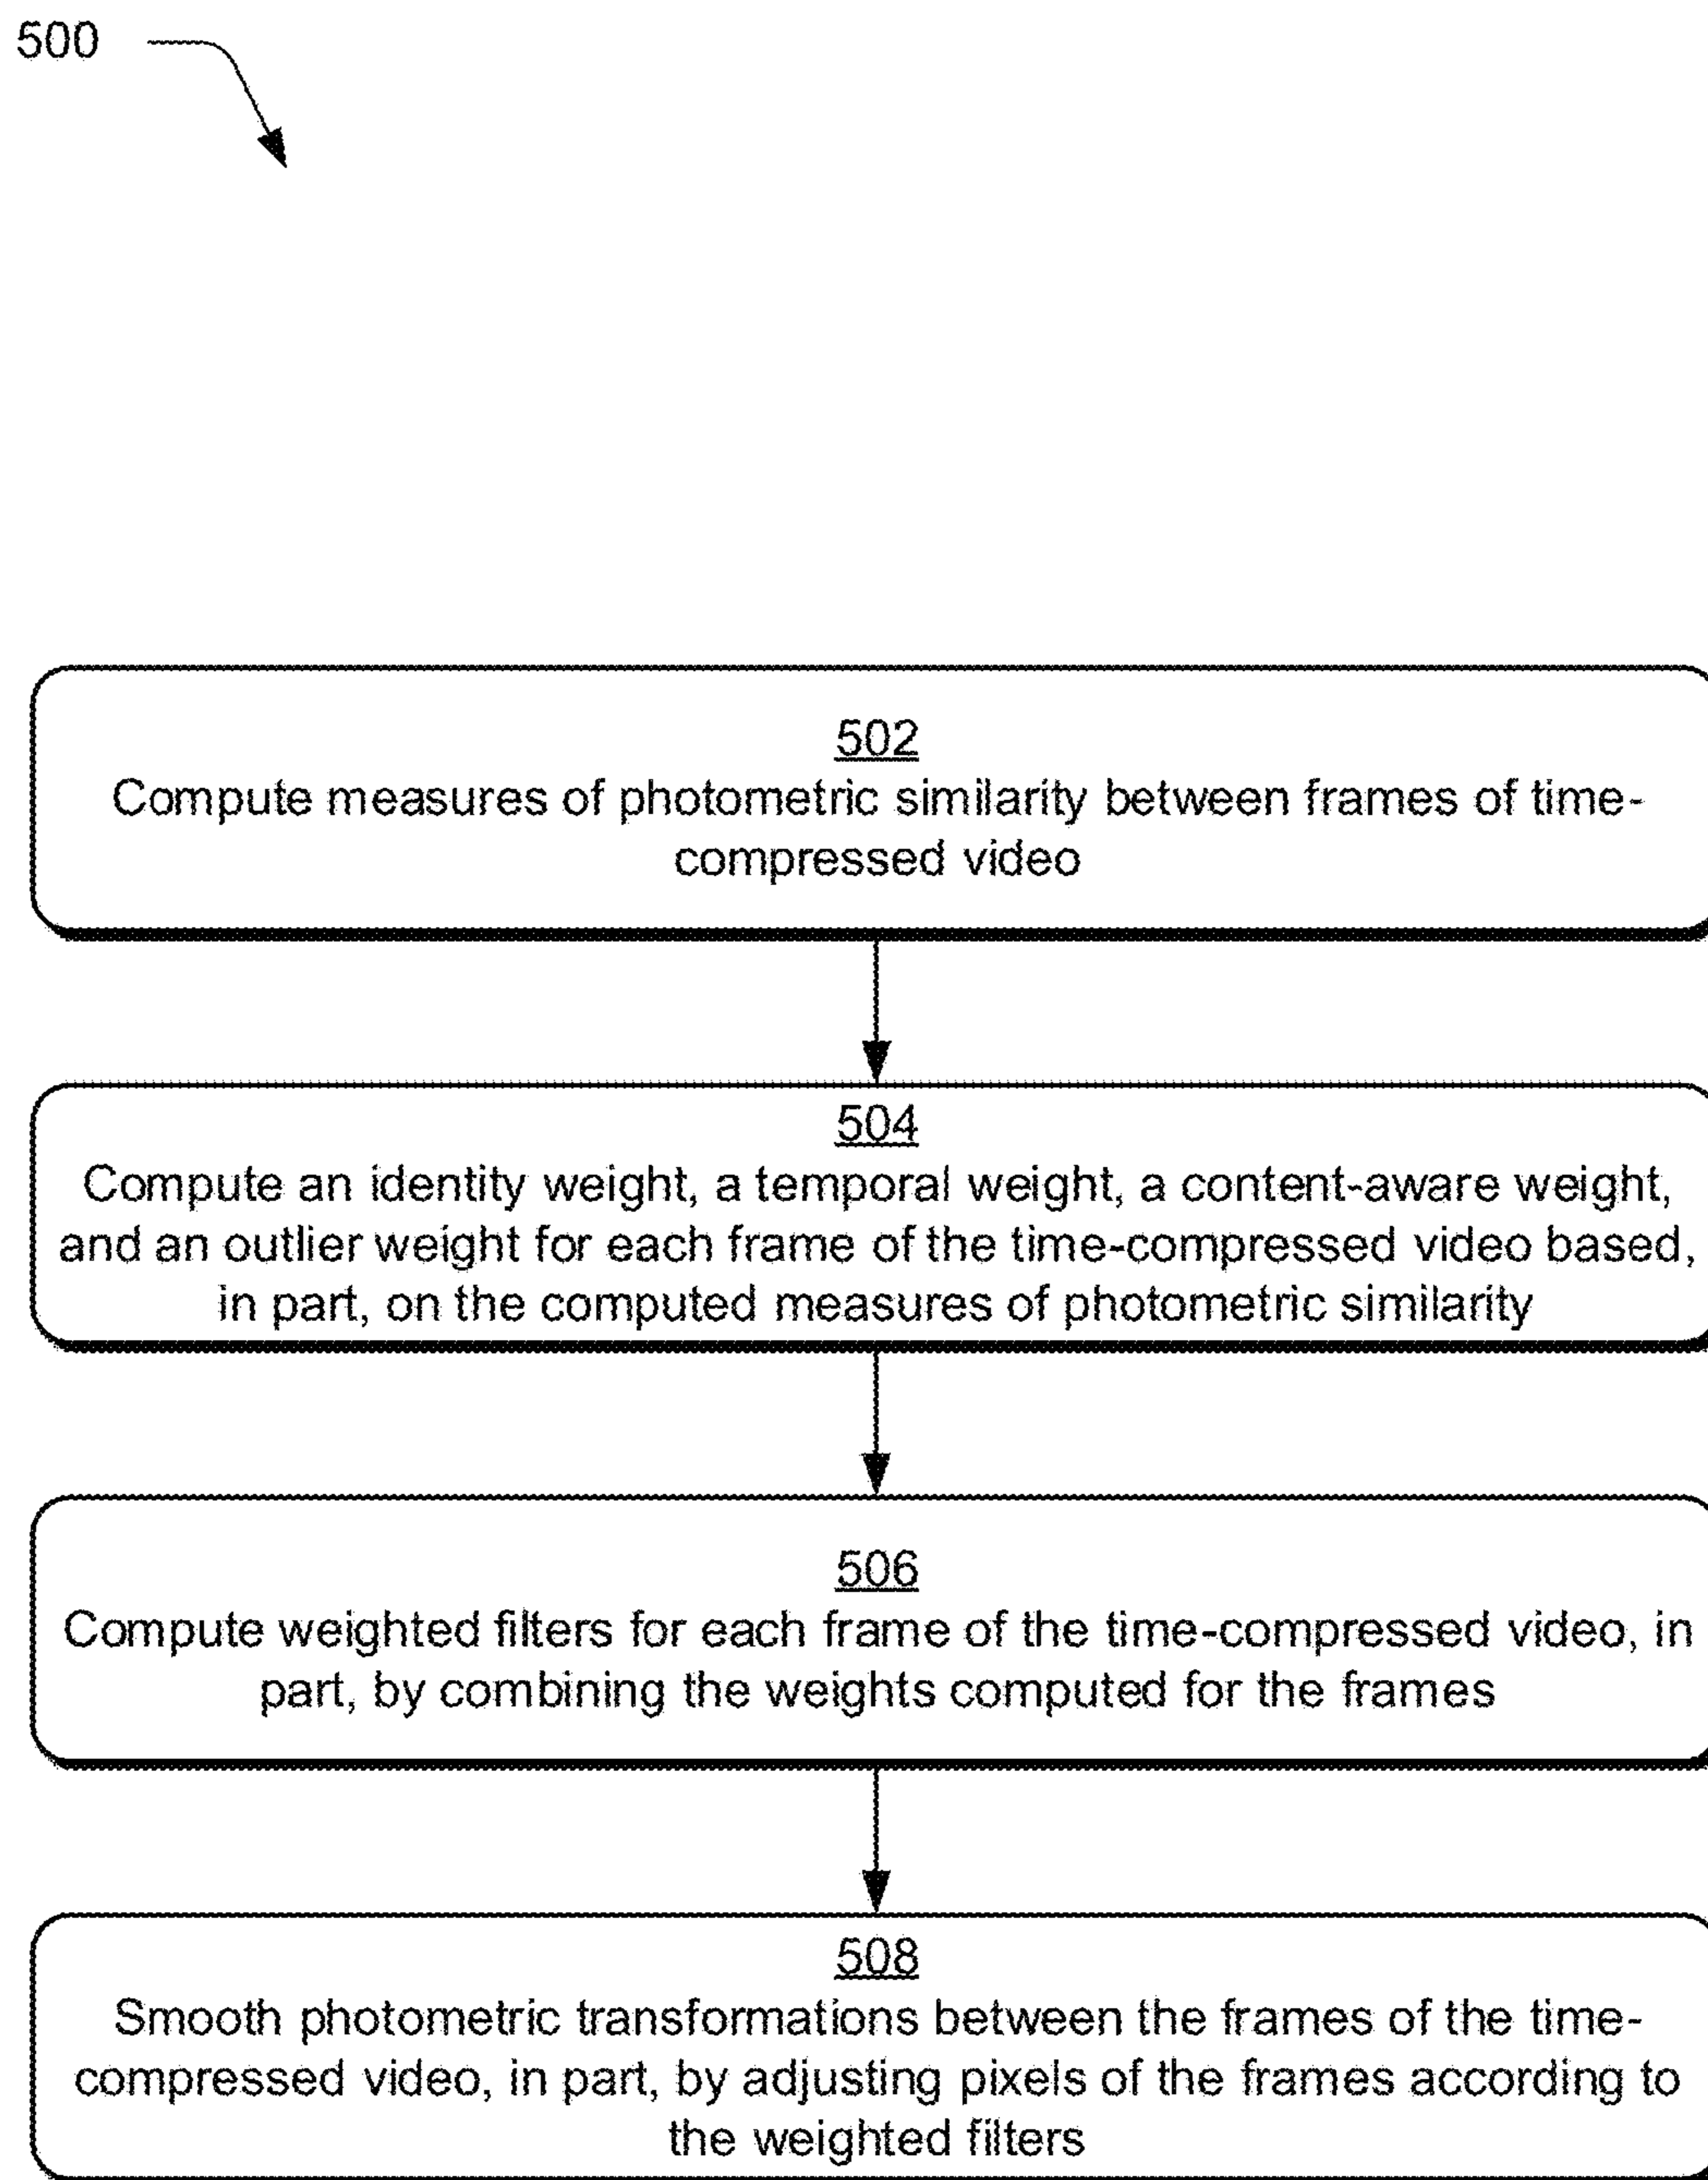 500
502
Compute measures of photometric similarity between frames of time-
compressed video
504
Compute an identity weight, a temporal weight, a content-aware weight,
and an outlier weight for each frame of the time-compressed video based,
in part, on the computed measures of photometric similarity
506
Compute weighted filters for each frame of the time-compressed video, in
part, by combining the weights computed for the frames
508
Smooth photometric transformations between the frames of the time-
compressed video, in part, by adjusting pixels of the frames according to
the weighted filters